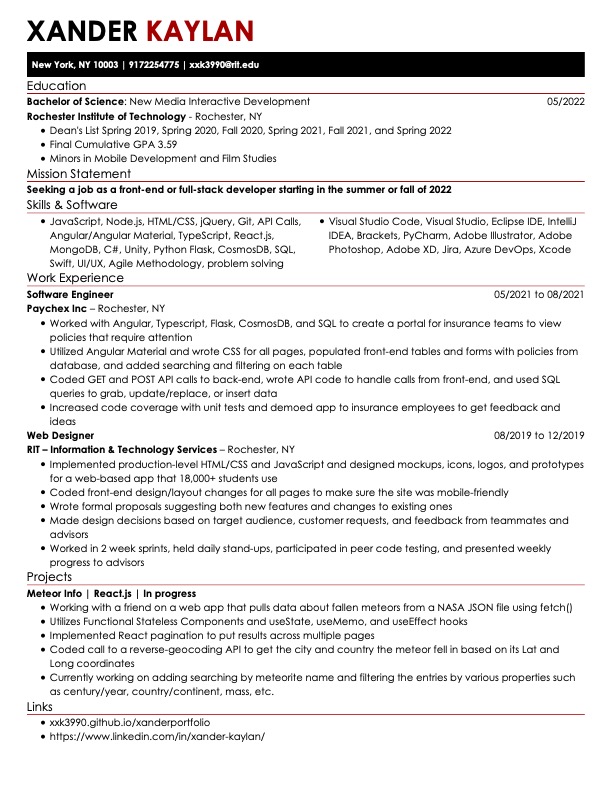 XANDER KAYLAN
New York, NY 10003 | 9172254775 | xxk3990@rit.edu
Education
Bachelor of Science: New Media Interactive Development 05/2022
Rochester Institute of Technology - Rochester, NY
• Dean's List Spring 2019, Spring 2020, Fall 2020, Spring 2021, Fall 2021, and Spring 2022
• Final Cumulative GPA 3.59
• Minors in Mobile Development and Film Studies
Mission Statement
Seeking a job as a front-end or full-stack developer starting in the summer or fall of 2022
Skills & Software
• JavaScript, Node.js, HTML/CSS, jQuery, Git, API Calls,
Angular/Angular Material, TypeScript, React.js,
MongoDB, C#, Unity, Python Flask, CosmosDB, SQL,
Swift, UI/UX, Agile Methodology, problem solving
• Visual Studio Code, Visual Studio, Eclipse IDE, IntelliJ
IDEA, Brackets, PyCharm, Adobe Illustrator, Adobe
Photoshop, Adobe XD, Jira, Azure DevOps, Xcode
Work Experience
Software Engineer 05/2021 to 08/2021
Paychex Inc – Rochester, NY
• Worked with Angular, Typescript, Flask, CosmosDB, and SQL to create a portal for insurance teams to view
policies that require attention
• Utilized Angular Material and wrote CSS for all pages, populated front-end tables and forms with policies from
database, and added searching and filtering on each table
• Coded GET and POST API calls to back-end, wrote API code to handle calls from front-end, and used SQL
queries to grab, update/replace, or insert data
• Increased code coverage with unit tests and demoed app to insurance employees to get feedback and
ideas
Web Designer 08/2019 to 12/2019
RIT – Information & Technology Services – Rochester, NY
• Implemented production-level HTML/CSS and JavaScript and designed mockups, icons, logos, and prototypes
for a web-based app that 18,000+ students use
• Coded front-end design/layout changes for all pages to make sure the site was mobile-friendly
• Wrote formal proposals suggesting both new features and changes to existing ones
• Made design decisions based on target audience, customer requests, and feedback from teammates and
advisors
• Worked in 2 week sprints, held daily stand-ups, participated in peer code testing, and presented weekly
progress to advisors
Projects
Meteor Info | React.js | In progress
• Working with a friend on a web app that pulls data about fallen meteors from a NASA JSON file using fetch()
• Utilizes Functional Stateless Components and useState, useMemo, and useEffect hooks
• Implemented React pagination to put results across multiple pages
• Coded call to a reverse-geocoding API to get the city and country the meteor fell in based on its Lat and
Long coordinates
• Currently working on adding searching by meteorite name and filtering the entries by various properties such
as century/year, country/continent, mass, etc.
Links
• xxk3990.github.io/xanderportfolio
• https://www.linkedin.com/in/xander-kaylan/